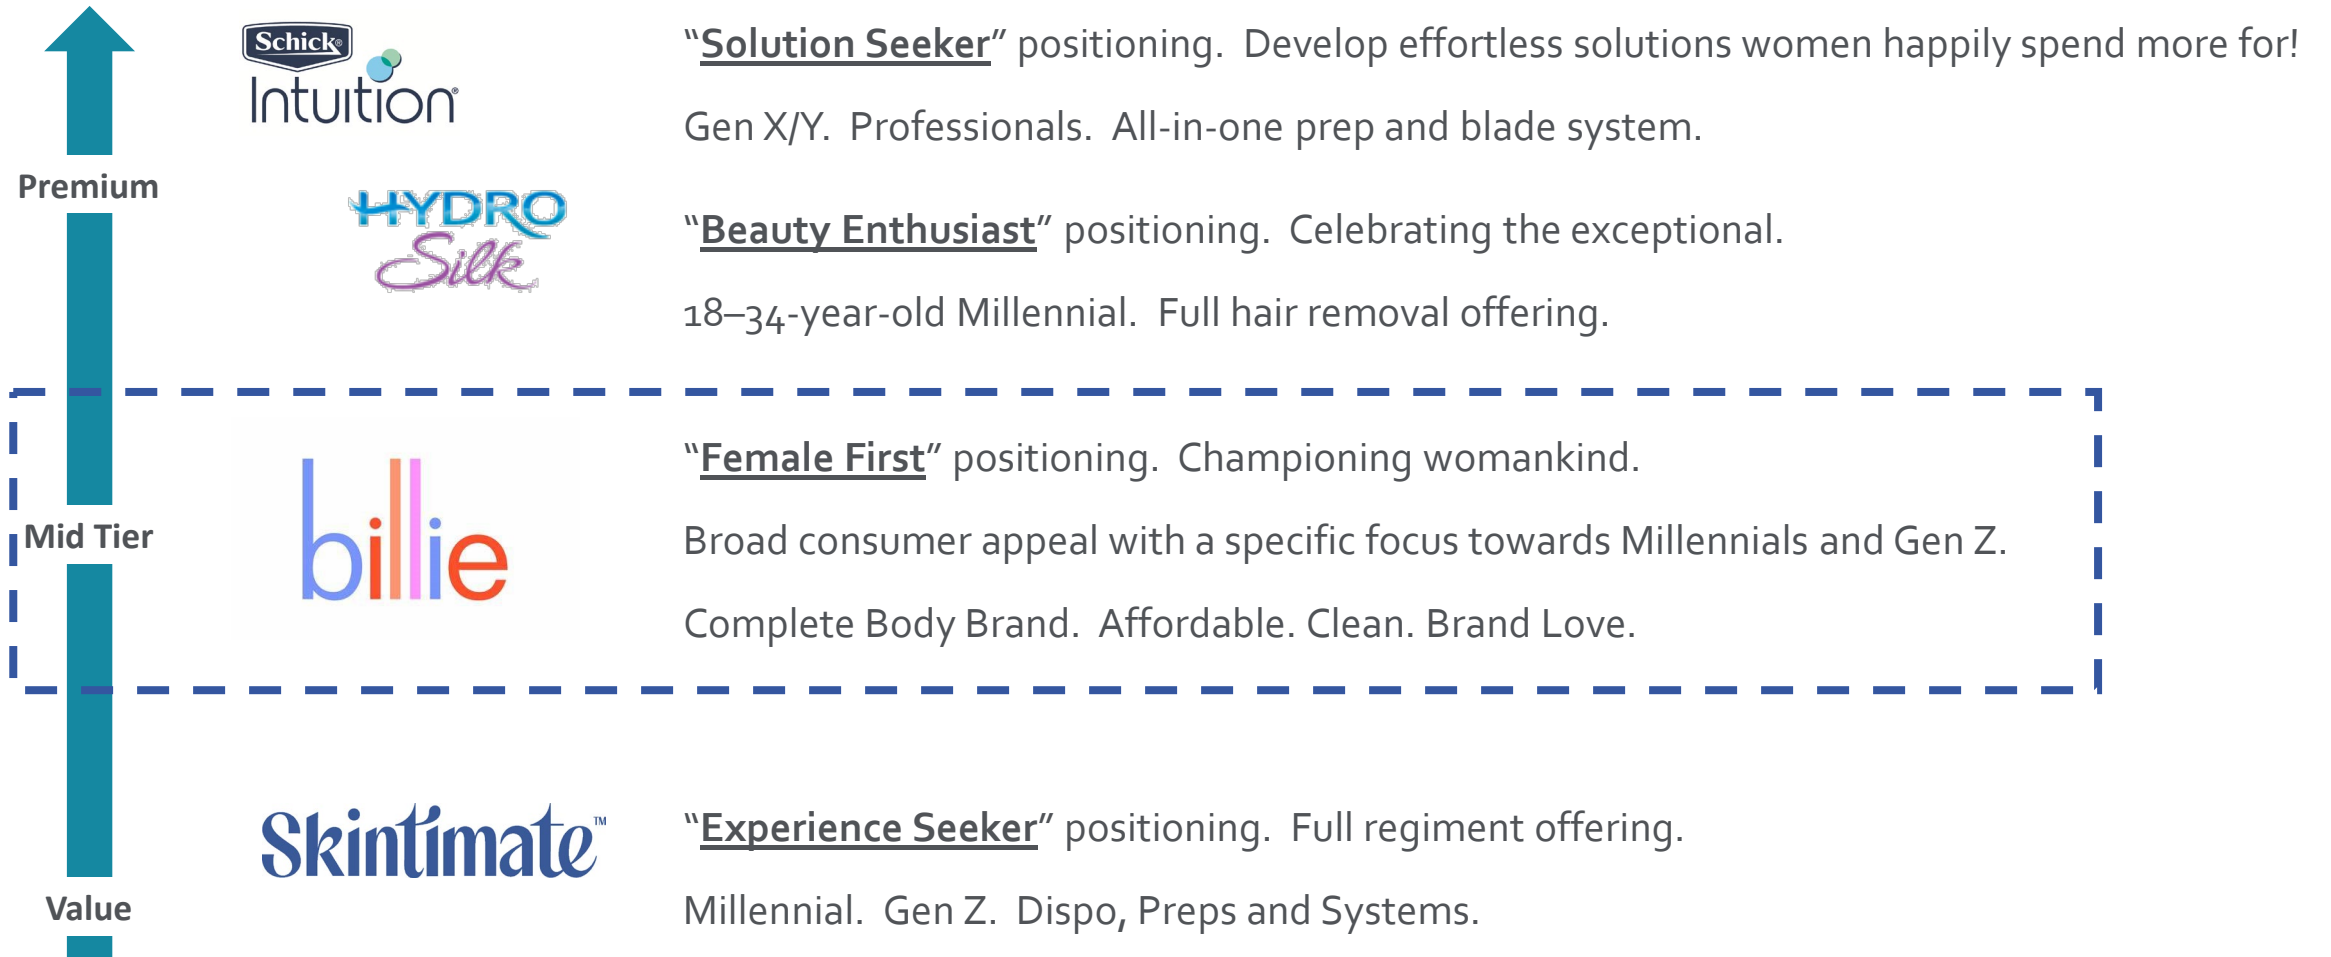 Schick®
Intuition®
"Solution Seeker" positioning.  Develop effortless solutions women happily spend more for!
Gen X/Y.  Professionals.  All-in-one prep and blade system.
Premium
HYDRO
Silk
"Beauty Enthusiast" positioning.  Celebrating the exceptional.
18–34-year-old Millennial.  Full hair removal offering.
Mid Tier
billie
"Female First" positioning.  Championing womankind.
Broad consumer appeal with a specific focus towards Millennials and Gen Z.
Complete Body Brand.  Affordable. Clean. Brand Love.
Skintimate™
"Experience Seeker" positioning.  Full regiment offering.
Millennial.  Gen Z.  Dispo, Preps and Systems.
Value